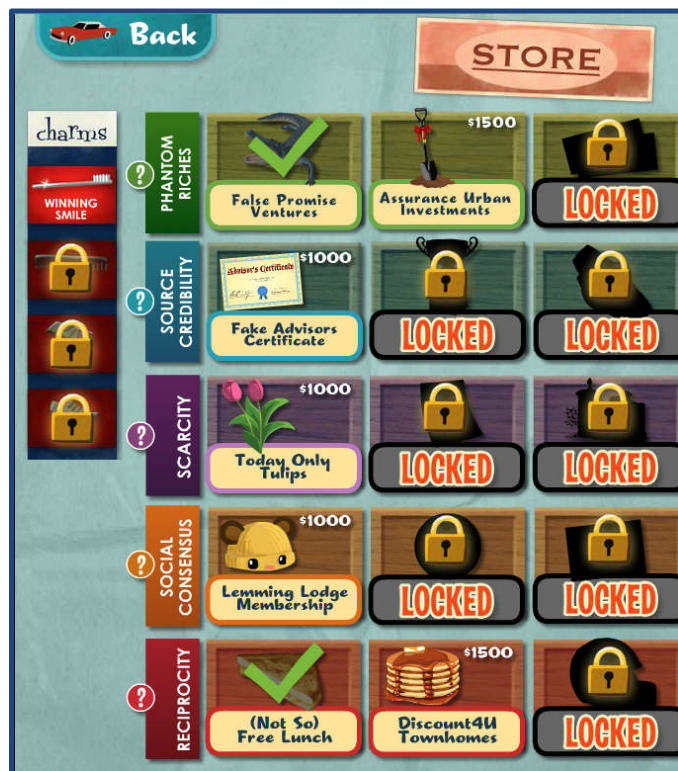 Back
STORE
charms
WINNING
SMILE
?
PHANTOM
RICHES
False Promise
Ventures
$1500
Assurance Urban
Investments
LOCKED
?
SOURCE
CREDIBILITY
Advisor's Certificate
$1000
Fake Advisors
Certificate
LOCKED
LOCKED
?
SCARCITY
$1000
Today Only
Tulips
LOCKED
LOCKED
?
SOCIAL
CONSENSUS
$1000
Lemming Lodge
Membership
LOCKED
LOCKED
?
RECIPROCITY
(Not So)
Free Lunch
$1500
Discount4U
Townhomes
LOCKED